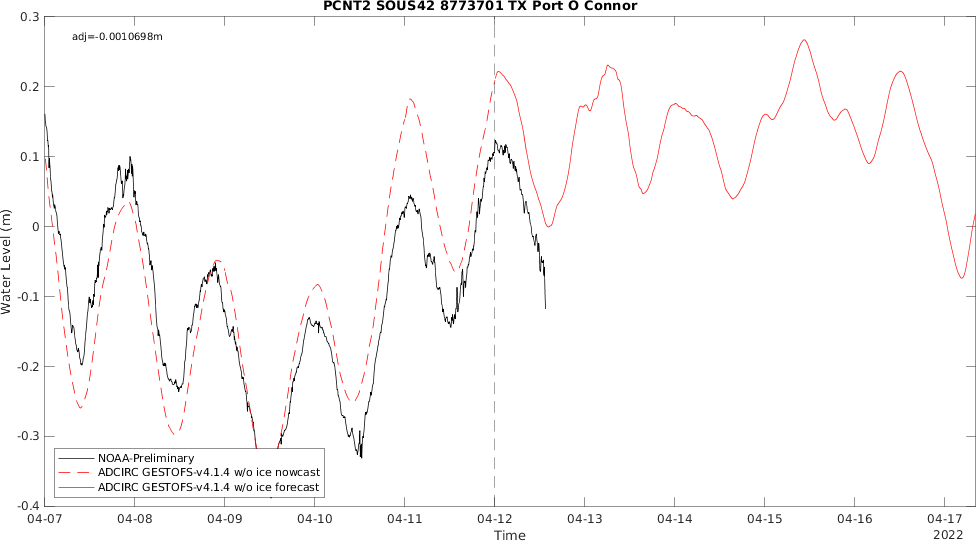 PCNT2 SOUS42 8773701 TX Port O Connor
adj=-0.0010698m
0.3
0.2
0.1
0
-0.1
-0.2
-0.3
-0.4
Water Level (m)
NOAA-Preliminary
ADCIRC GESTOFS-v4.1.4 w/o ice nowcast
ADCIRC GESTOFS-v4.1.4 w/o ice forecast
04-07 04-08 04-09 04-10 04-11 04-12 04-13 04-14 04-15 04-16 04-17
Time
2022